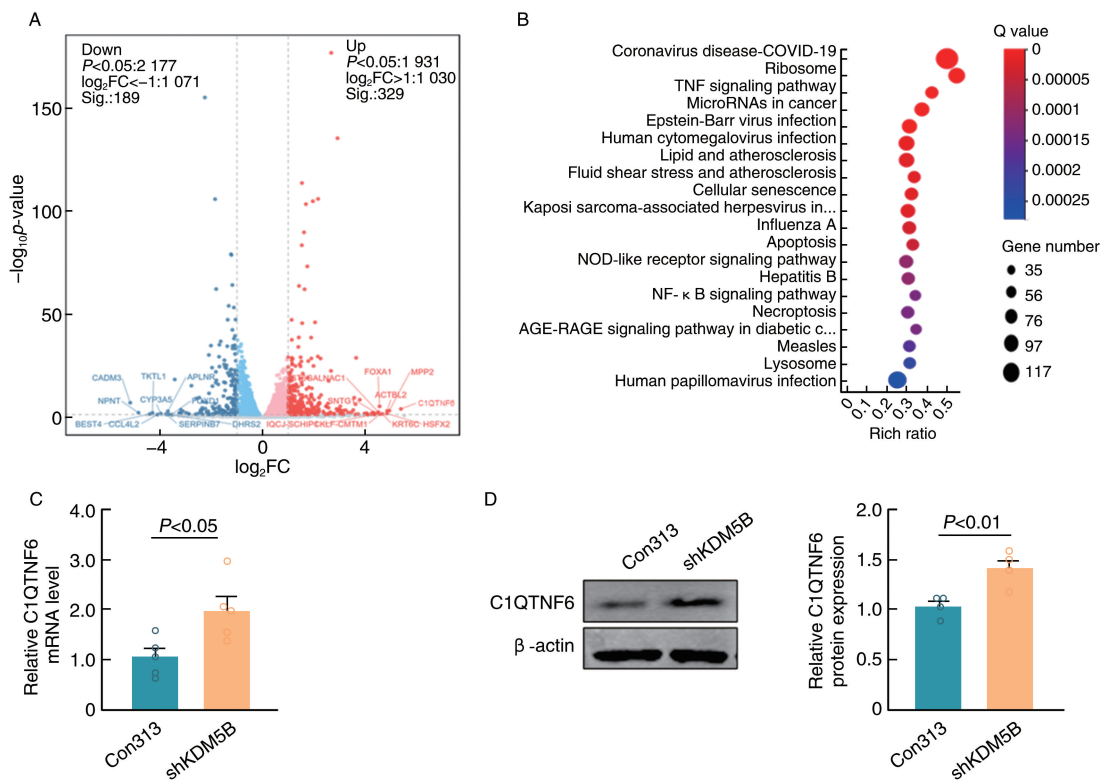 A
Down
P<0.05:2 177
log₂FC<−1:1 071
Sig.:189
Up
P<0.05:1 931
log₂FC>1:1 030
Sig.:329
−log₁₀p-value
150
100
50
0
CADM3
TKTL1
APLNR
NPNT
CYP3A5
BEST4
CCL4L2
SERPINB7
DHRS2
FOXA1
MPP2
SNTG
ACTBL2
C1QTNF6
IQCJ-SCHIP1
CKLF-CMTM1
KRT6C
HSFX2
−4
0
4
log₂FC
B
Coronavirus disease-COVID-19
Ribosome
TNF signaling pathway
MicroRNAs in cancer
Epstein-Barr virus infection
Human cytomegalovirus infection
Lipid and atherosclerosis
Fluid shear stress and atherosclerosis
Cellular senescence
Kaposi sarcoma-associated herpesvirus in...
Influenza A
Apoptosis
NOD-like receptor signaling pathway
Hepatitis B
NF-κB signaling pathway
Necroptosis
AGE-RAGE signaling pathway in diabetic c...
Measles
Lysosome
Human papillomavirus infection
0
0.1
0.2
0.3
0.4
0.5
Rich ratio
Q value
0
0.00005
0.0001
0.00015
0.0002
0.00025
Gene number
35
56
76
97
117
C
Relative C1QTNF6
mRNA level
4.0
3.0
2.0
1.0
0
P<0.05
Con313
shKDM5B
D
Con313
shKDM5B
C1QTNF6
β-actin
Relative C1QTNF6
protein expression
2.0
1.5
1.0
0.5
0
P<0.01
Con313
shKDM5B